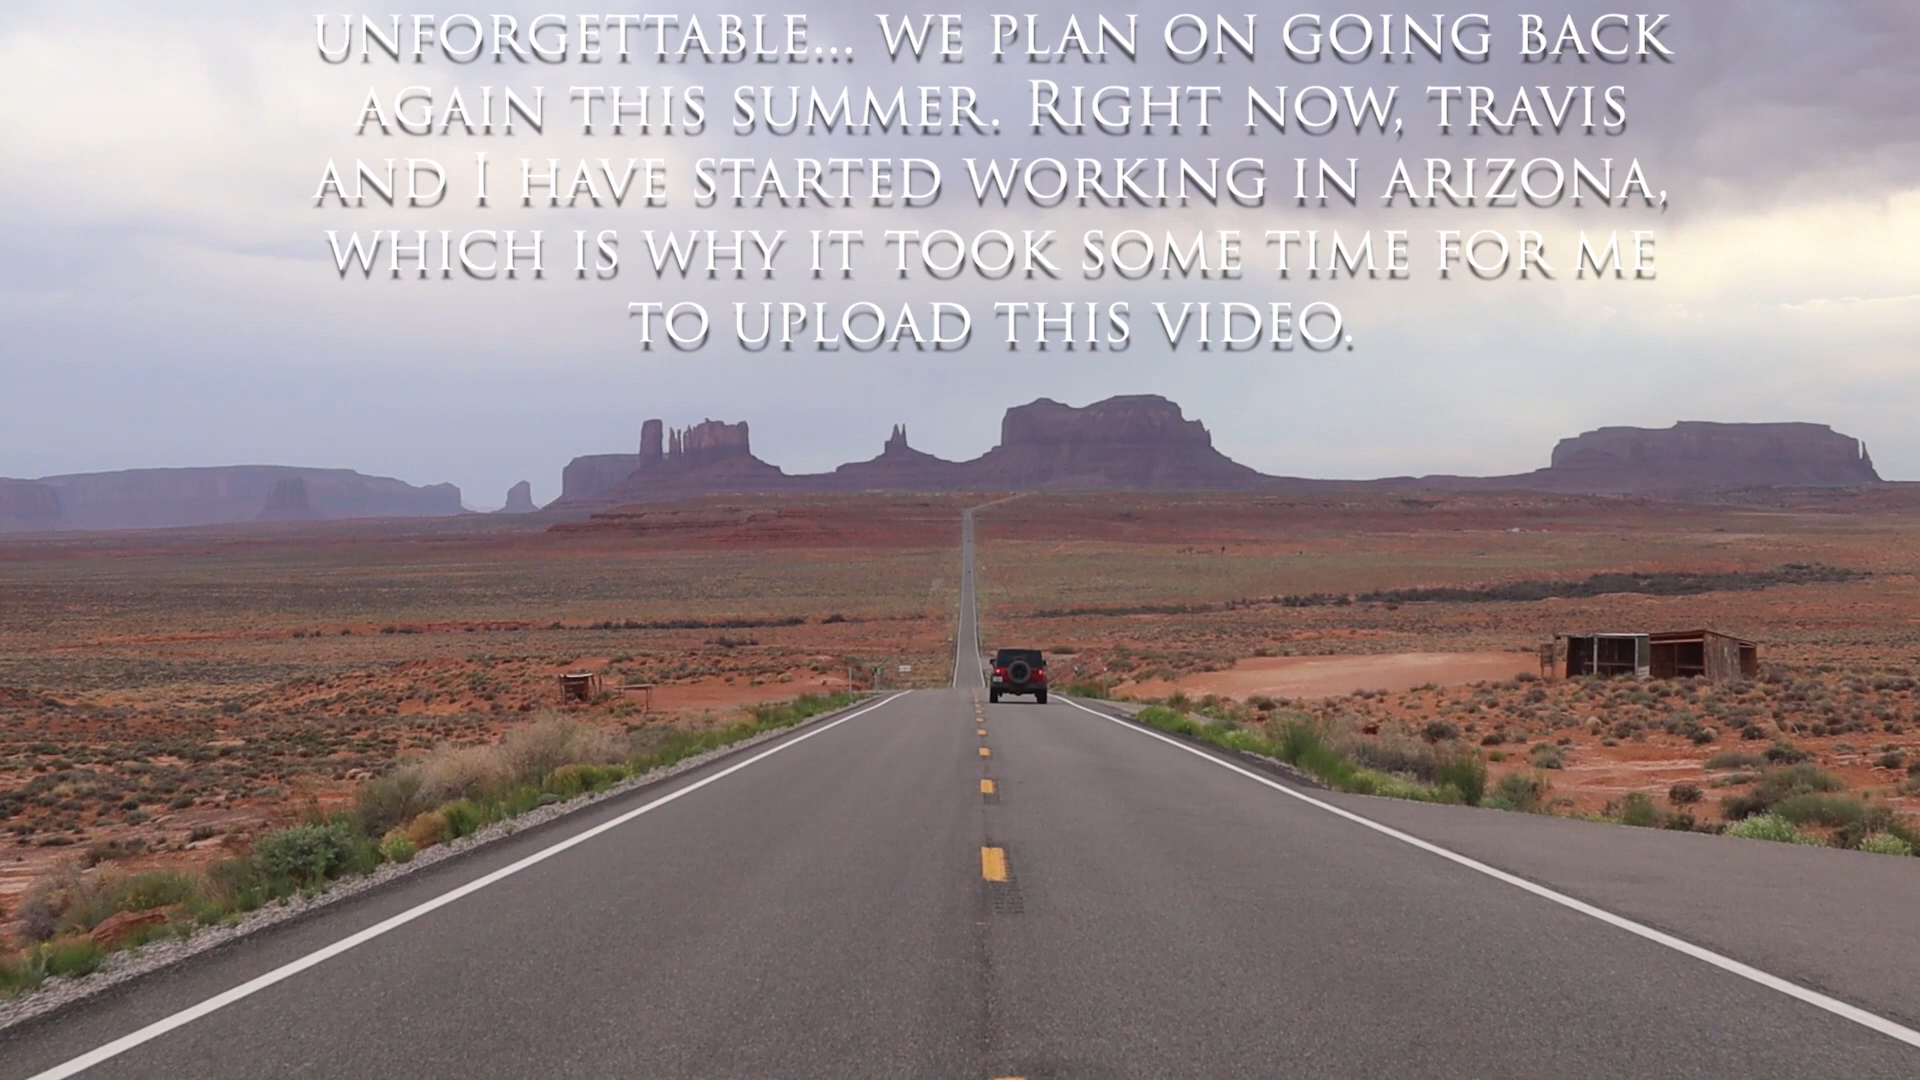 UNFORGETTABLE... WE PLAN ON GOING BACK
AGAIN THIS SUMMER. RIGHT NOW, TRAVIS
AND I HAVE STARTED WORKING IN ARIZONA,
WHICH IS WHY IT TOOK SOME TIME FOR ME
TO UPLOAD THIS VIDEO.